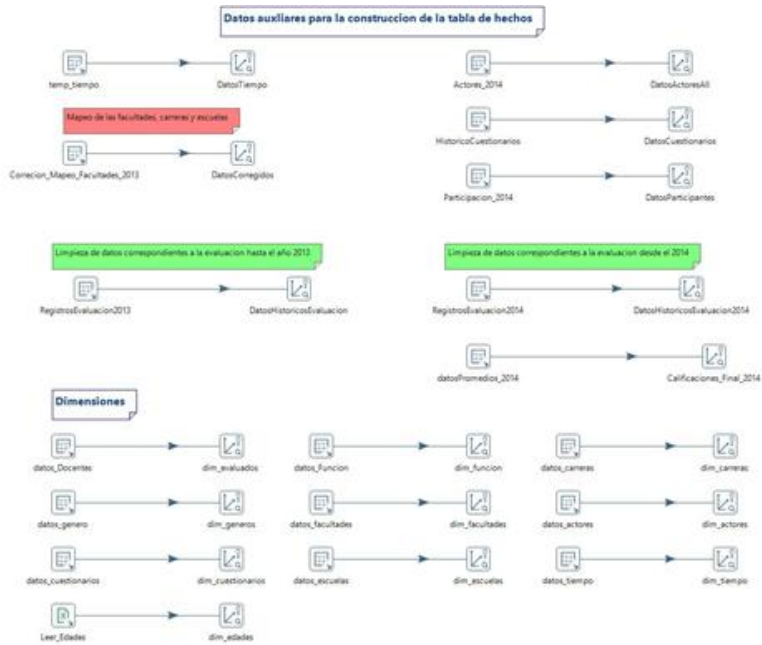 Datos auxliares para la construccion de la tabla de hechos
temp_tiempo
DatosTiempo
Actores_2014
DatosActoresAll
Mapeo de las facultades, carreras y escuelas
HistoricoCuestionarios
DatosCuestionarios
Correcion_Mapeo_Facultades_2013
DatosCorregidos
Participacion_2014
DatosParticipantes
Limpieza de datos correspondientes a la evaluacion hasta el año 2013
Limpieza de datos correspondientes a la evaluacion desde el 2014
RegistrosEvaluacion2013
DatosHistoricosEvaluacion
RegistrosEvaluacion2014
DatosHistoricosEvaluacion2014
datosPromedios_2014
Calificaciones_Final_2014
Dimensiones
datos_Docentes
dim_evaluados
datos_Funcion
dim_funcion
datos_carreras
dim_carreras
datos_genero
dim_generos
datos_facultades
dim_facultades
datos_actores
dim_actores
datos_cuestionarios
dim_cuestionarios
datos_escuelas
dim_escuelas
datos_tiempo
dim_tiempo
Leer_Edades
dim_edades